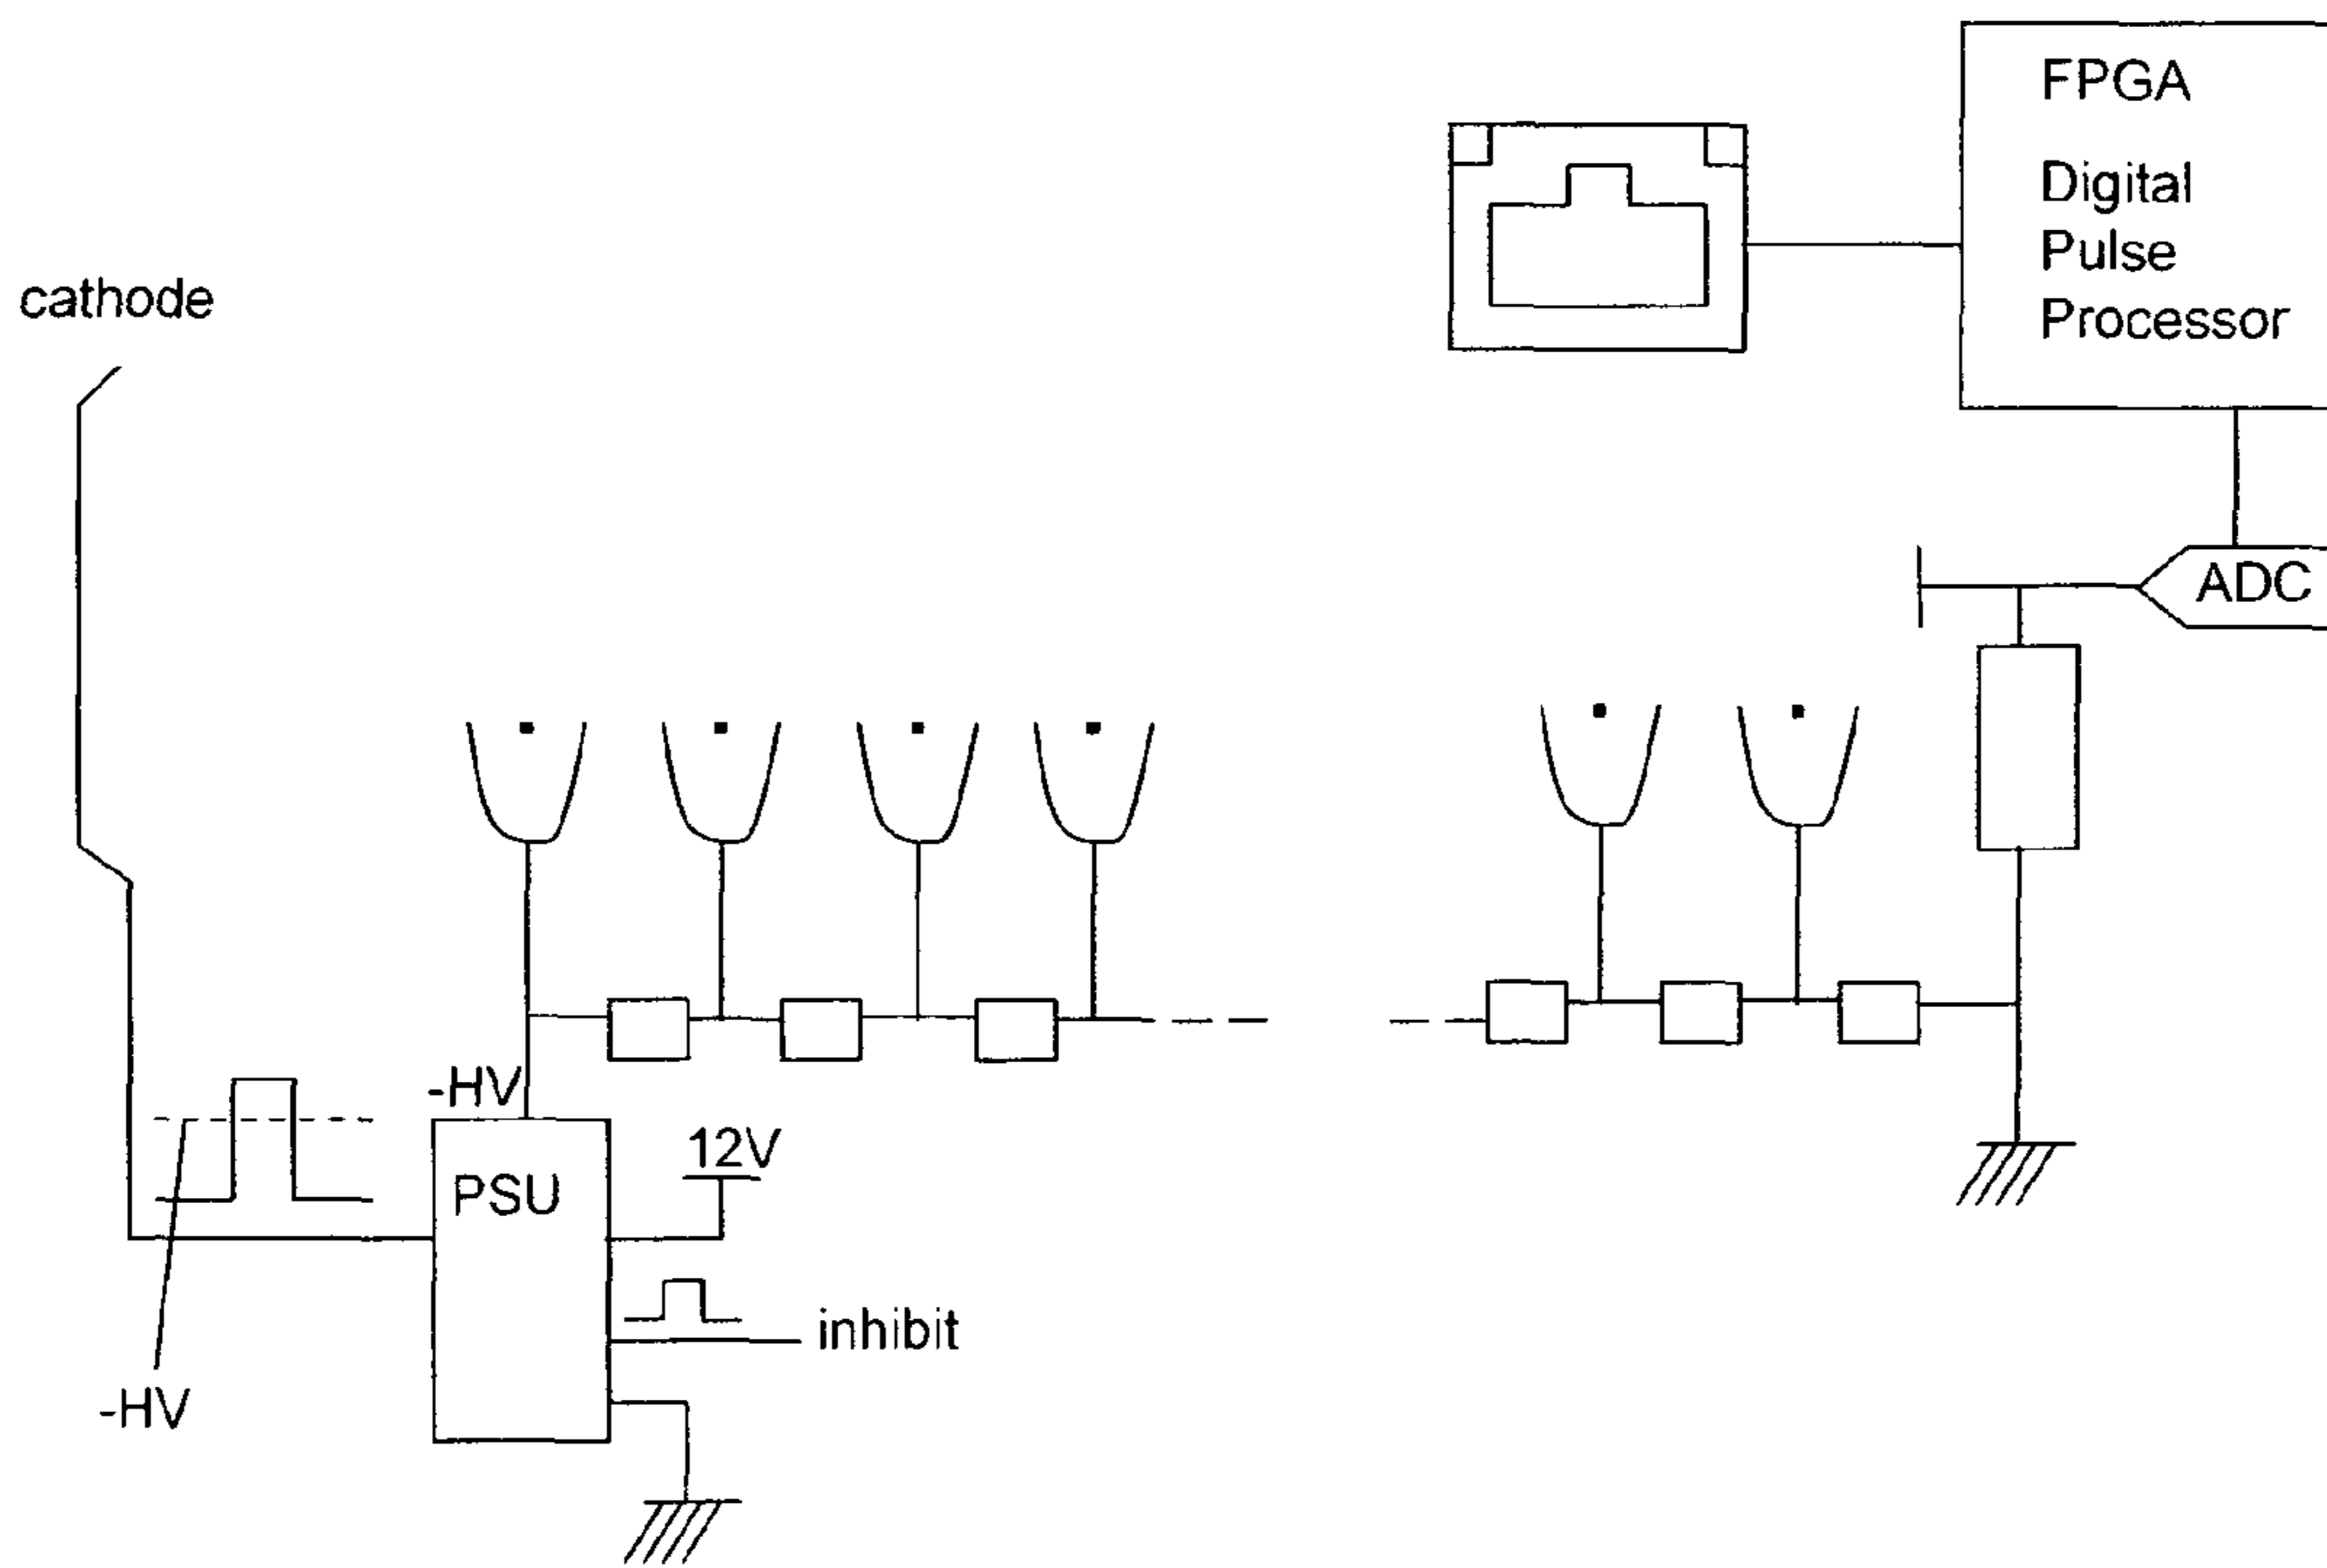 FPGA
Digital
Pulse
Processor
cathode
ADC
-HV
12V
PSU
inhibit
-HV